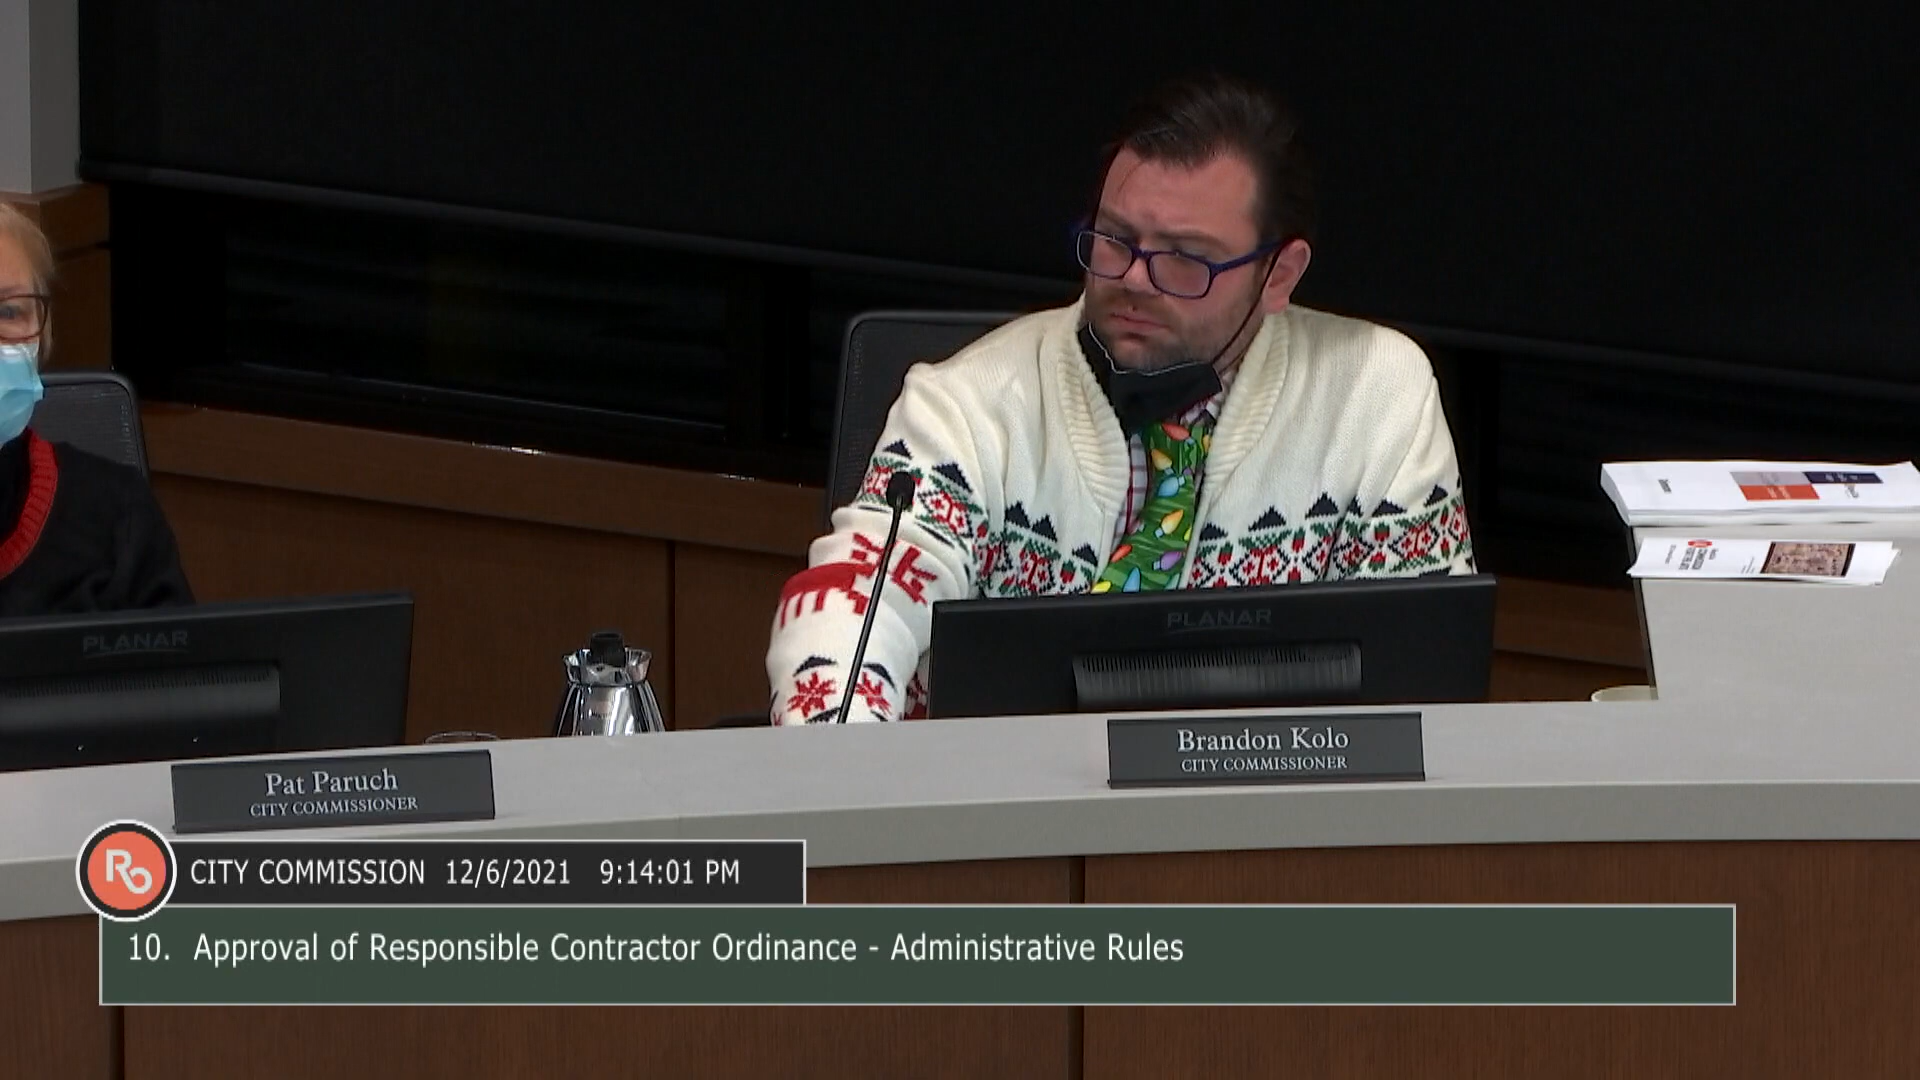 PLANAR
PLANAR
Brandon Kolo
CITY COMMISSIONER
Pat Paruch
CITY COMMISSIONER
Ro
CITY COMMISSION 12/6/2021 9:14:01 PM
10. Approval of Responsible Contractor Ordinance - Administrative Rules